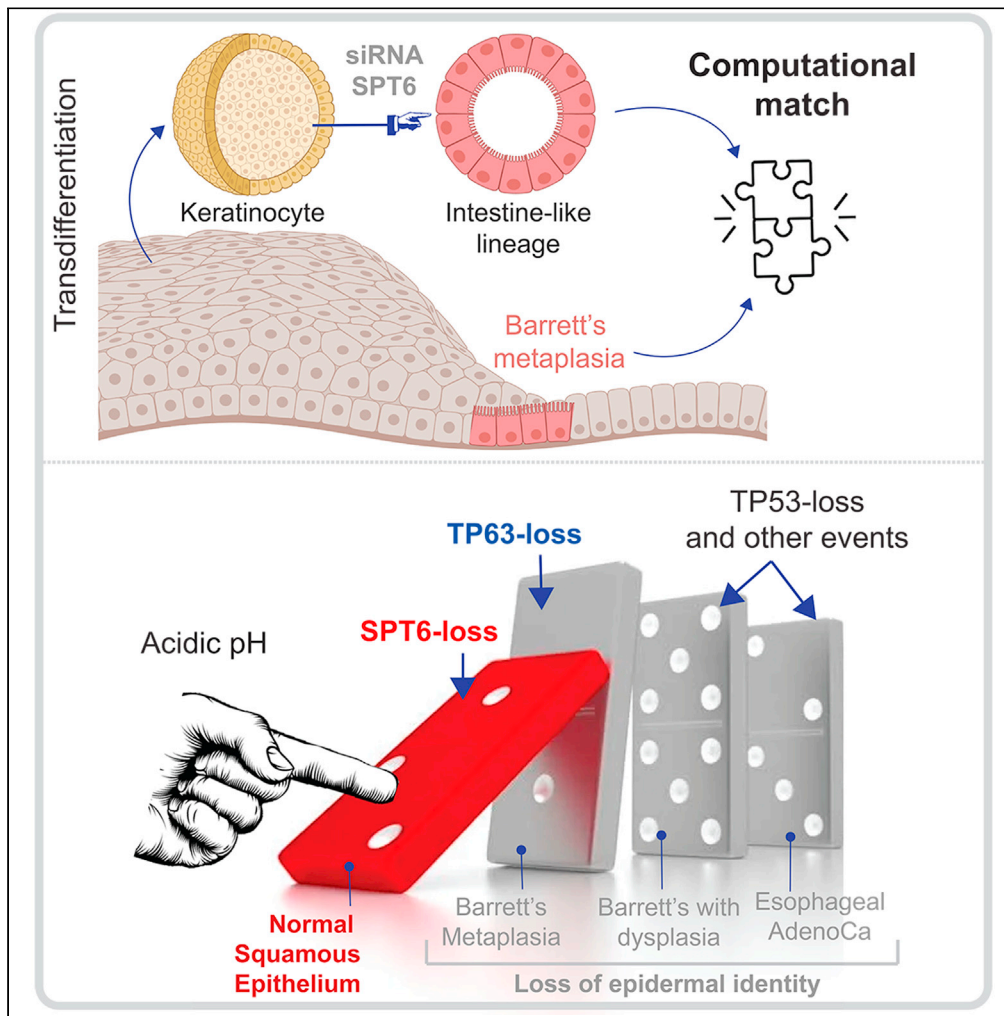 Transdifferentiation
siRNA
SPT6
Keratinocyte
Intestine-like
lineage
Computational
match
Barrett's
metaplasia
TP53-loss
and other events
TP63-loss
SPT6-loss
Acidic pH
Normal
Squamous
Epithelium
Barrett's
Metaplasia
Barrett's with
dysplasia
Esophageal
AdenoCa
Loss of epidermal identity